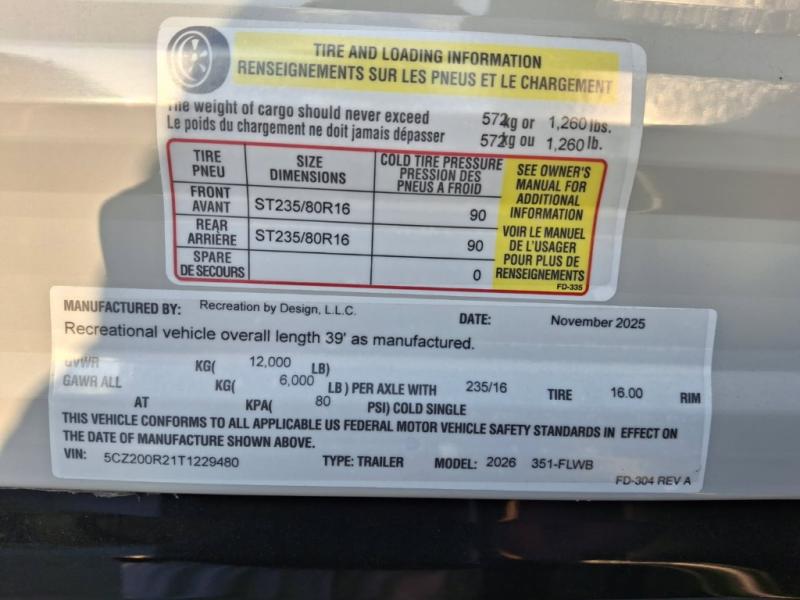 TIRE AND LOADING INFORMATION
RENSEIGNEMENTS SUR LES PNEUS ET LE CHARGEMENT
The weight of cargo should never exceed 572kg or 1,260 lbs.
Le poids du chargement ne doit jamais dépasser 572kg ou 1,260 lb.
TIRE PNEU
SIZE DIMENSIONS
COLD TIRE PRESSURE PRESSION DES PNEUS A FROID
FRONT AVANT ST235/80R16 90
REAR ARRIÈRE ST235/80R16 90
SPARE DE SECOURS 0
SEE OWNER'S
MANUAL FOR
ADDITIONAL
INFORMATION
VOIR LE MANUEL
DE L'USAGER
POUR PLUS DE
RENSEIGNEMENTS
FD-335
MANUFACTURED BY: Recreation by Design, L.L.C. DATE: November 2025
Recreational vehicle overall length 39' as manufactured.
GVWR KG( 12,000 LB)
GAWR ALL KG( 6,000 LB) PER AXLE WITH 235/16 TIRE 16.00 RIM
AT KPA( 80 PSI) COLD SINGLE
THIS VEHICLE CONFORMS TO ALL APPLICABLE US FEDERAL MOTOR VEHICLE SAFETY STANDARDS IN EFFECT ON
THE DATE OF MANUFACTURE SHOWN ABOVE.
VIN: 5CZ200R21T1229480 TYPE: TRAILER MODEL: 2026 351-FLWB
FD-304 REV A